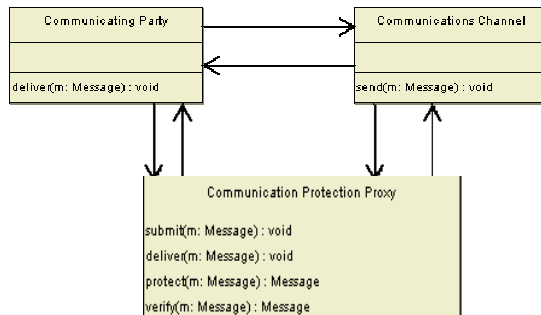 Communicating Party
Communications Channel
deliver(m: Message) : void
send(m: Message) : void
Communication Protection Proxy
submit(m: Message) : void
deliver(m: Message) : void
protect(m: Message) : Message
verify(m: Message) : Message